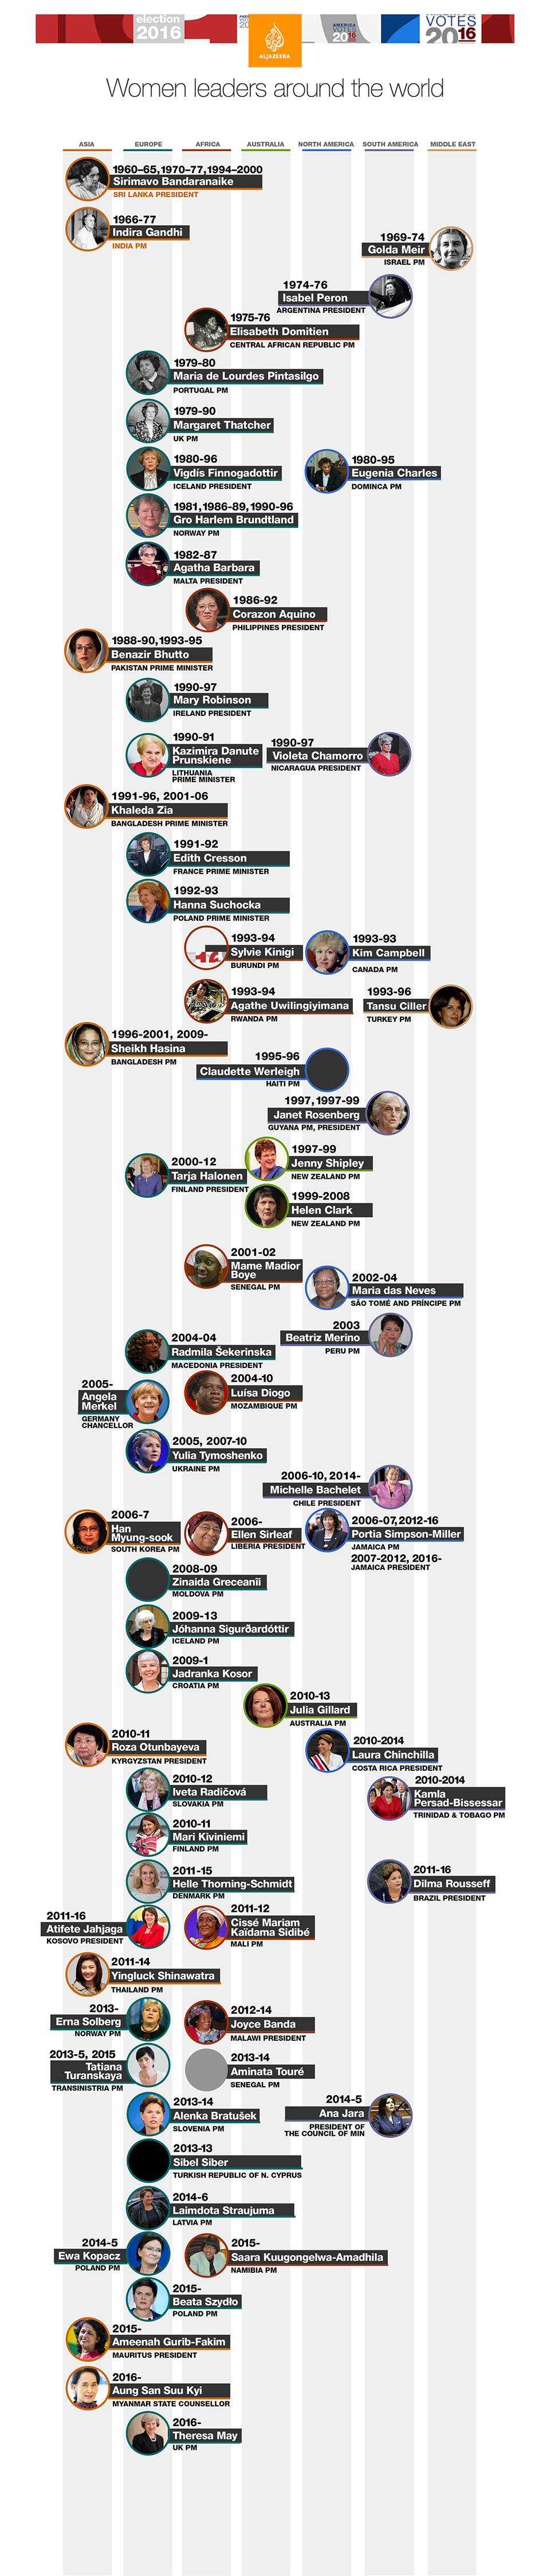 election
2016
AMERICA
VOTES
2016
VOTES
2016
ALJAZEERA
Women leaders around the world
ASIA EUROPE AFRICA AUSTRALIA NORTH AMERICA SOUTH AMERICA MIDDLE EAST
1960–65,1970–77,1994–2000
Sirimavo Bandaranaike
SRI LANKA PRESIDENT
1966-77
Indira Gandhi
INDIA PM
1969-74
Golda Meir
ISRAEL PM
1974-76
Isabel Peron
ARGENTINA PRESIDENT
1975-76
Elisabeth Domitien
CENTRAL AFRICAN REPUBLIC PM
1979-80
Maria de Lourdes Pintasilgo
PORTUGAL PM
1979-90
Margaret Thatcher
UK PM
1980-96
Vigdís Finnogadottir
ICELAND PRESIDENT
1980-95
Eugenia Charles
DOMINCA PM
1981,1986-89,1990-96
Gro Harlem Brundtland
NORWAY PM
1982-87
Agatha Barbara
MALTA PRESIDENT
1986-92
Corazon Aquino
PHILIPPINES PRESIDENT
1988-90,1993-95
Benazir Bhutto
PAKISTAN PRIME MINISTER
1990-97
Mary Robinson
IRELAND PRESIDENT
1990-91
Kazimira Danute
Prunskiene
LITHUANIA
PRIME MINISTER
1990-97
Violeta Chamorro
NICARAGUA PRESIDENT
1991-96, 2001-06
Khaleda Zia
BANGLADESH PRIME MINISTER
1991-92
Edith Cresson
FRANCE PRIME MINISTER
1992-93
Hanna Suchocka
POLAND PRIME MINISTER
1993-94
Sylvie Kinigi
BURUNDI PM
1993-93
Kim Campbell
CANADA PM
1993-94
Agathe Uwilingiyimana
RWANDA PM
1993-96
Tansu Ciller
TURKEY PM
1996-2001, 2009-
Sheikh Hasina
BANGLADESH PM
1995-96
Claudette Werleigh
HAITI PM
1997,1997-99
Janet Rosenberg
GUYANA PM, PRESIDENT
1997-99
Jenny Shipley
NEW ZEALAND PM
2000-12
Tarja Halonen
FINLAND PRESIDENT
1999-2008
Helen Clark
NEW ZEALAND PM
2001-02
Mame Madior
Boye
SENEGAL PM
2002-04
Maria das Neves
SÃO TOMÉ AND PRÍNCIPE PM
2003
Beatriz Merino
PERU PM
2004-04
Radmila Šekerinska
MACEDONIA PRESIDENT
2004-10
Luísa Diogo
MOZAMBIQUE PM
2005-
Angela
Merkel
GERMANY
CHANCELLOR
2005, 2007-10
Yulia Tymoshenko
UKRAINE PM
2006-10, 2014-
Michelle Bachelet
CHILE PRESIDENT
2006-7
Han
Myung-sook
SOUTH KOREA PM
2006-
Ellen Sirleaf
LIBERIA PRESIDENT
2006-07,2012-16
Portia Simpson-Miller
JAMAICA PM
2007-2012, 2016-
JAMAICA PRESIDENT
2008-09
Zinaida Greceanîi
MOLDOVA PM
2009-13
Jóhanna Sigurðardóttir
ICELAND PM
2009-1
Jadranka Kosor
CROATIA PM
2010-13
Julia Gillard
AUSTRALIA PM
2010-11
Roza Otunbayeva
KYRGYZSTAN PRESIDENT
2010-2014
Laura Chinchilla
COSTA RICA PRESIDENT
2010-12
Iveta Radičová
SLOVAKIA PM
2010-2014
Kamla
Persad-Bissessar
TRINIDAD & TOBAGO PM
2010-11
Mari Kiviniemi
FINLAND PM
2011-15
Helle Thorning-Schmidt
DENMARK PM
2011-16
Dilma Rousseff
BRAZIL PRESIDENT
2011-16
Atifete Jahjaga
KOSOVO PRESIDENT
2011-12
Cissé Mariam
Kaïdama Sidibé
MALI PM
2011-14
Yingluck Shinawatra
THAILAND PM
2013-
Erna Solberg
NORWAY PM
2012-14
Joyce Banda
MALAWI PRESIDENT
2013-5, 2015
Tatiana
Turanskaya
TRANSINISTRIA PM
2013-14
Aminata Touré
SENEGAL PM
2013-14
Alenka Bratušek
SLOVENIA PM
2014-5
Ana Jara
PRESIDENT OF
THE COUNCIL OF MIN
2013-13
Sibel Siber
TURKISH REPUBLIC OF N. CYPRUS
2014-6
Laimdota Straujuma
LATVIA PM
2014-5
Ewa Kopacz
POLAND PM
2015-
Saara Kuugongelwa-Amadhila
NAMIBIA PM
2015-
Beata Szydło
POLAND PM
2015-
Ameenah Gurib-Fakim
MAURITUS PRESIDENT
2016-
Aung San Suu Kyi
MYANMAR STATE COUNSELLOR
2016-
Theresa May
UK PM